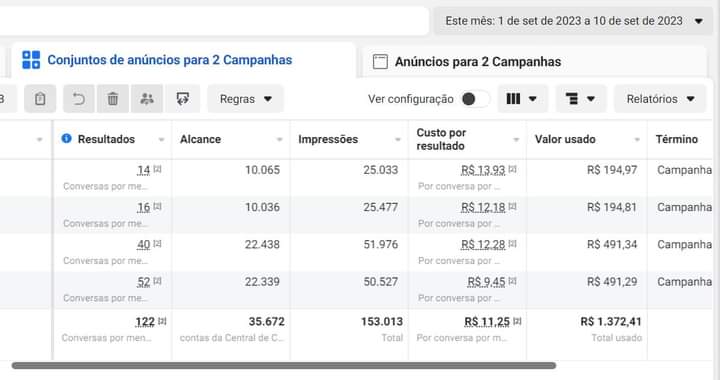 Este mês: 1 de set de 2023 a 10 de set de 2023
Conjuntos de anúncios para 2 Campanhas
Anúncios para 2 Campanhas
Regras
Ver configuração
Relatórios
Resultados Alcance Impressões Custo por resultado Valor usado Término
14 [2] 10.065 25.033 R$ 13,93 [2] R$ 194,97 Campanha
Conversas por me... Por conversa por ...
16 [2] 10.036 25.477 R$ 12,18 [2] R$ 194,81 Campanha
Conversas por me... Por conversa por ...
40 [2] 22.438 51.976 R$ 12,28 [2] R$ 491,34 Campanha
Conversas por me... Por conversa por ...
52 [2] 22.339 50.527 R$ 9,45 [2] R$ 491,29 Campanha
Conversas por me... Por conversa por ...
122 [2] 35.672 153.013 R$ 11,25 [2] R$ 1.372,41
Conversas por men... contas da Central de C... Total Por conversa por m... Total usado